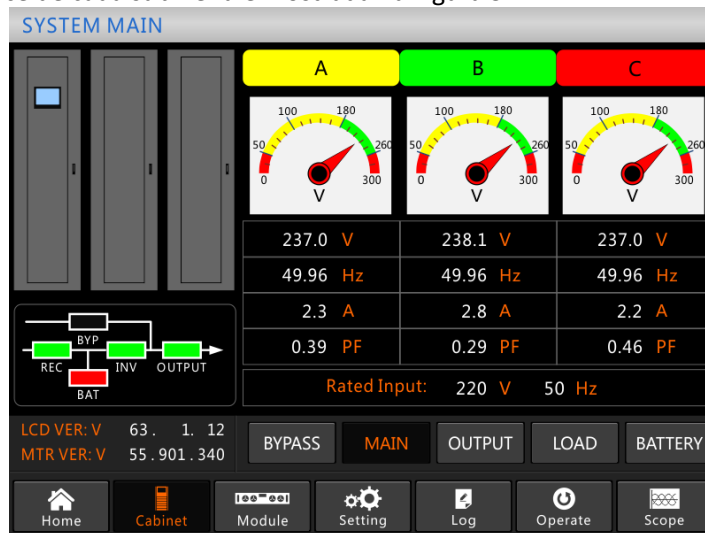 SYSTEM MAIN
A B C
100 180 100 180 100 180
50 260 50 260 50 260
0 300 0 300 0 300
V V V
237.0 V 238.1 V 237.0 V
49.96 Hz 49.96 Hz 49.96 Hz
2.3 A 2.8 A 2.2 A
0.39 PF 0.29 PF 0.46 PF
Rated Input: 220 V 50 Hz
BYP
REC INV OUTPUT
BAT
LCD VER: V 63. 1. 12
MTR VER: V 55.901.340
BYPASS MAIN OUTPUT LOAD BATTERY
Home Cabinet Module Setting Log Operate Scope